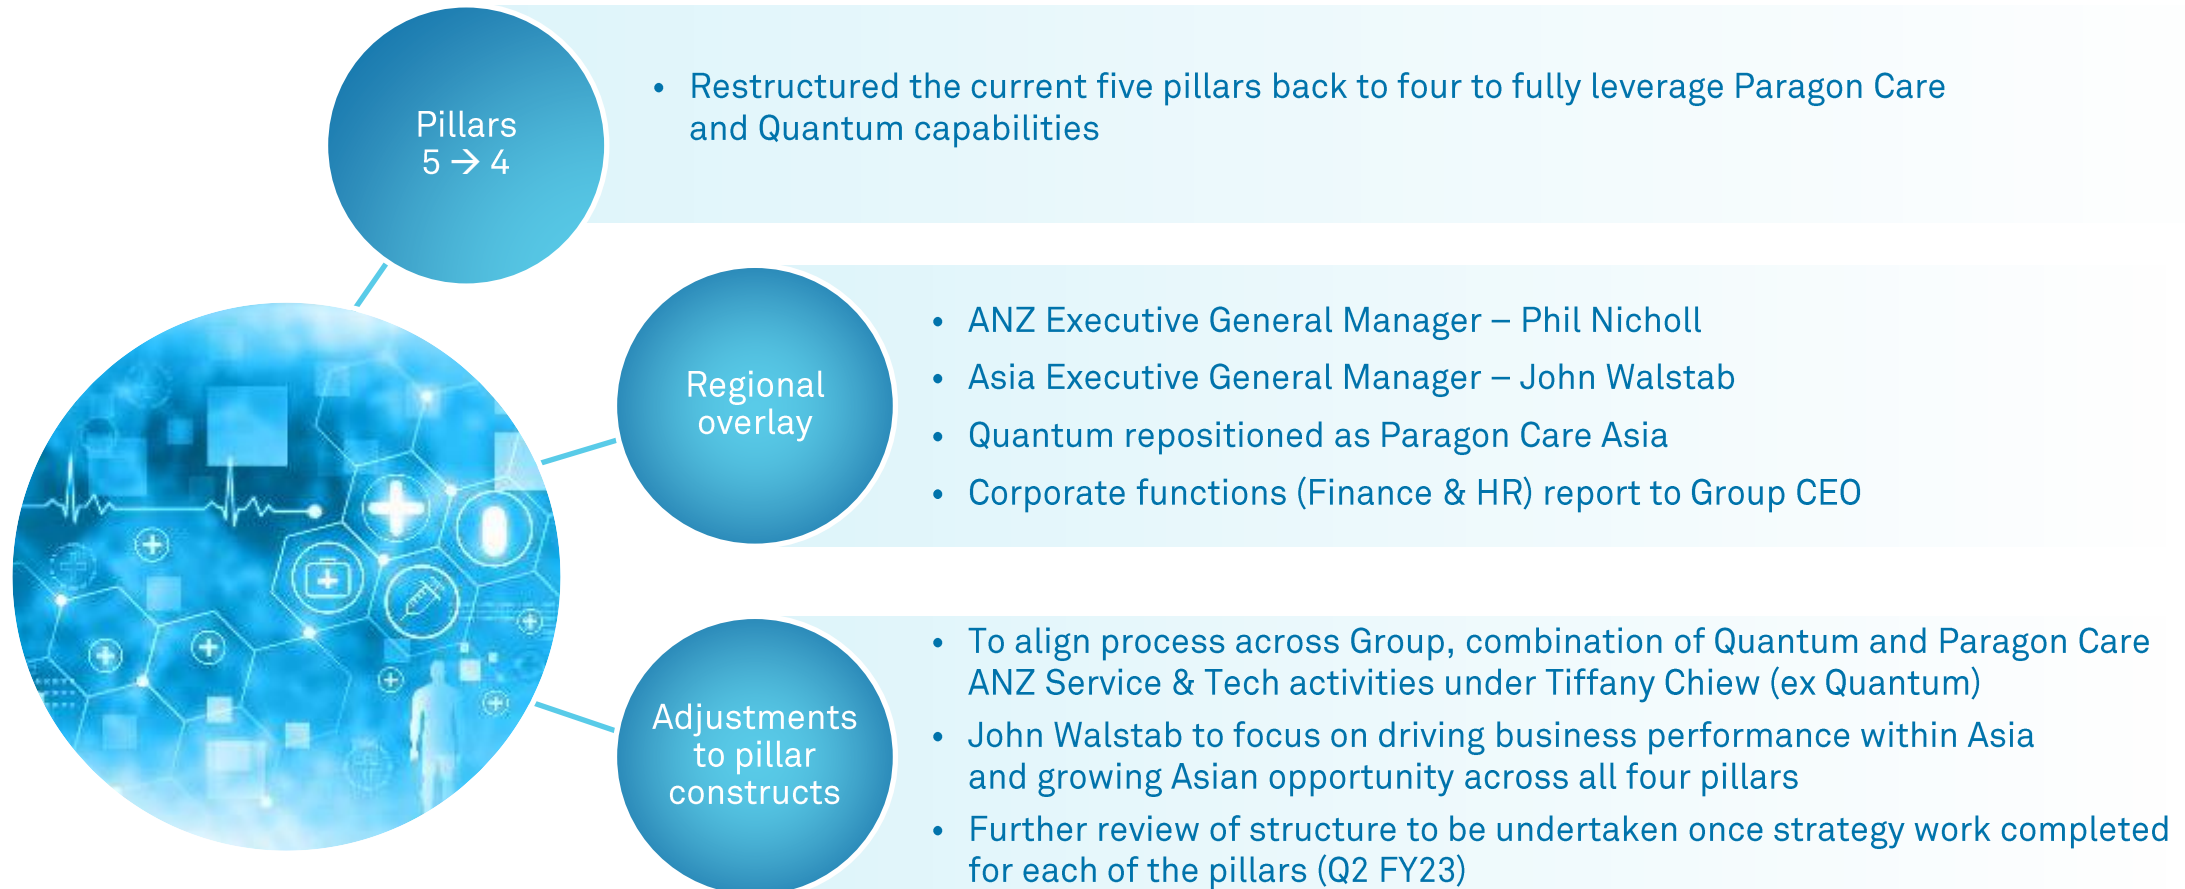 Pillars
5 → 4
• Restructured the current five pillars back to four to fully leverage Paragon Care
and Quantum capabilities
Regional
overlay
• ANZ Executive General Manager – Phil Nicholl
• Asia Executive General Manager – John Walstab
• Quantum repositioned as Paragon Care Asia
• Corporate functions (Finance & HR) report to Group CEO
Adjustments
to pillar
constructs
• To align process across Group, combination of Quantum and Paragon Care
ANZ Service & Tech activities under Tiffany Chiew (ex Quantum)
• John Walstab to focus on driving business performance within Asia
and growing Asian opportunity across all four pillars
• Further review of structure to be undertaken once strategy work completed
for each of the pillars (Q2 FY23)